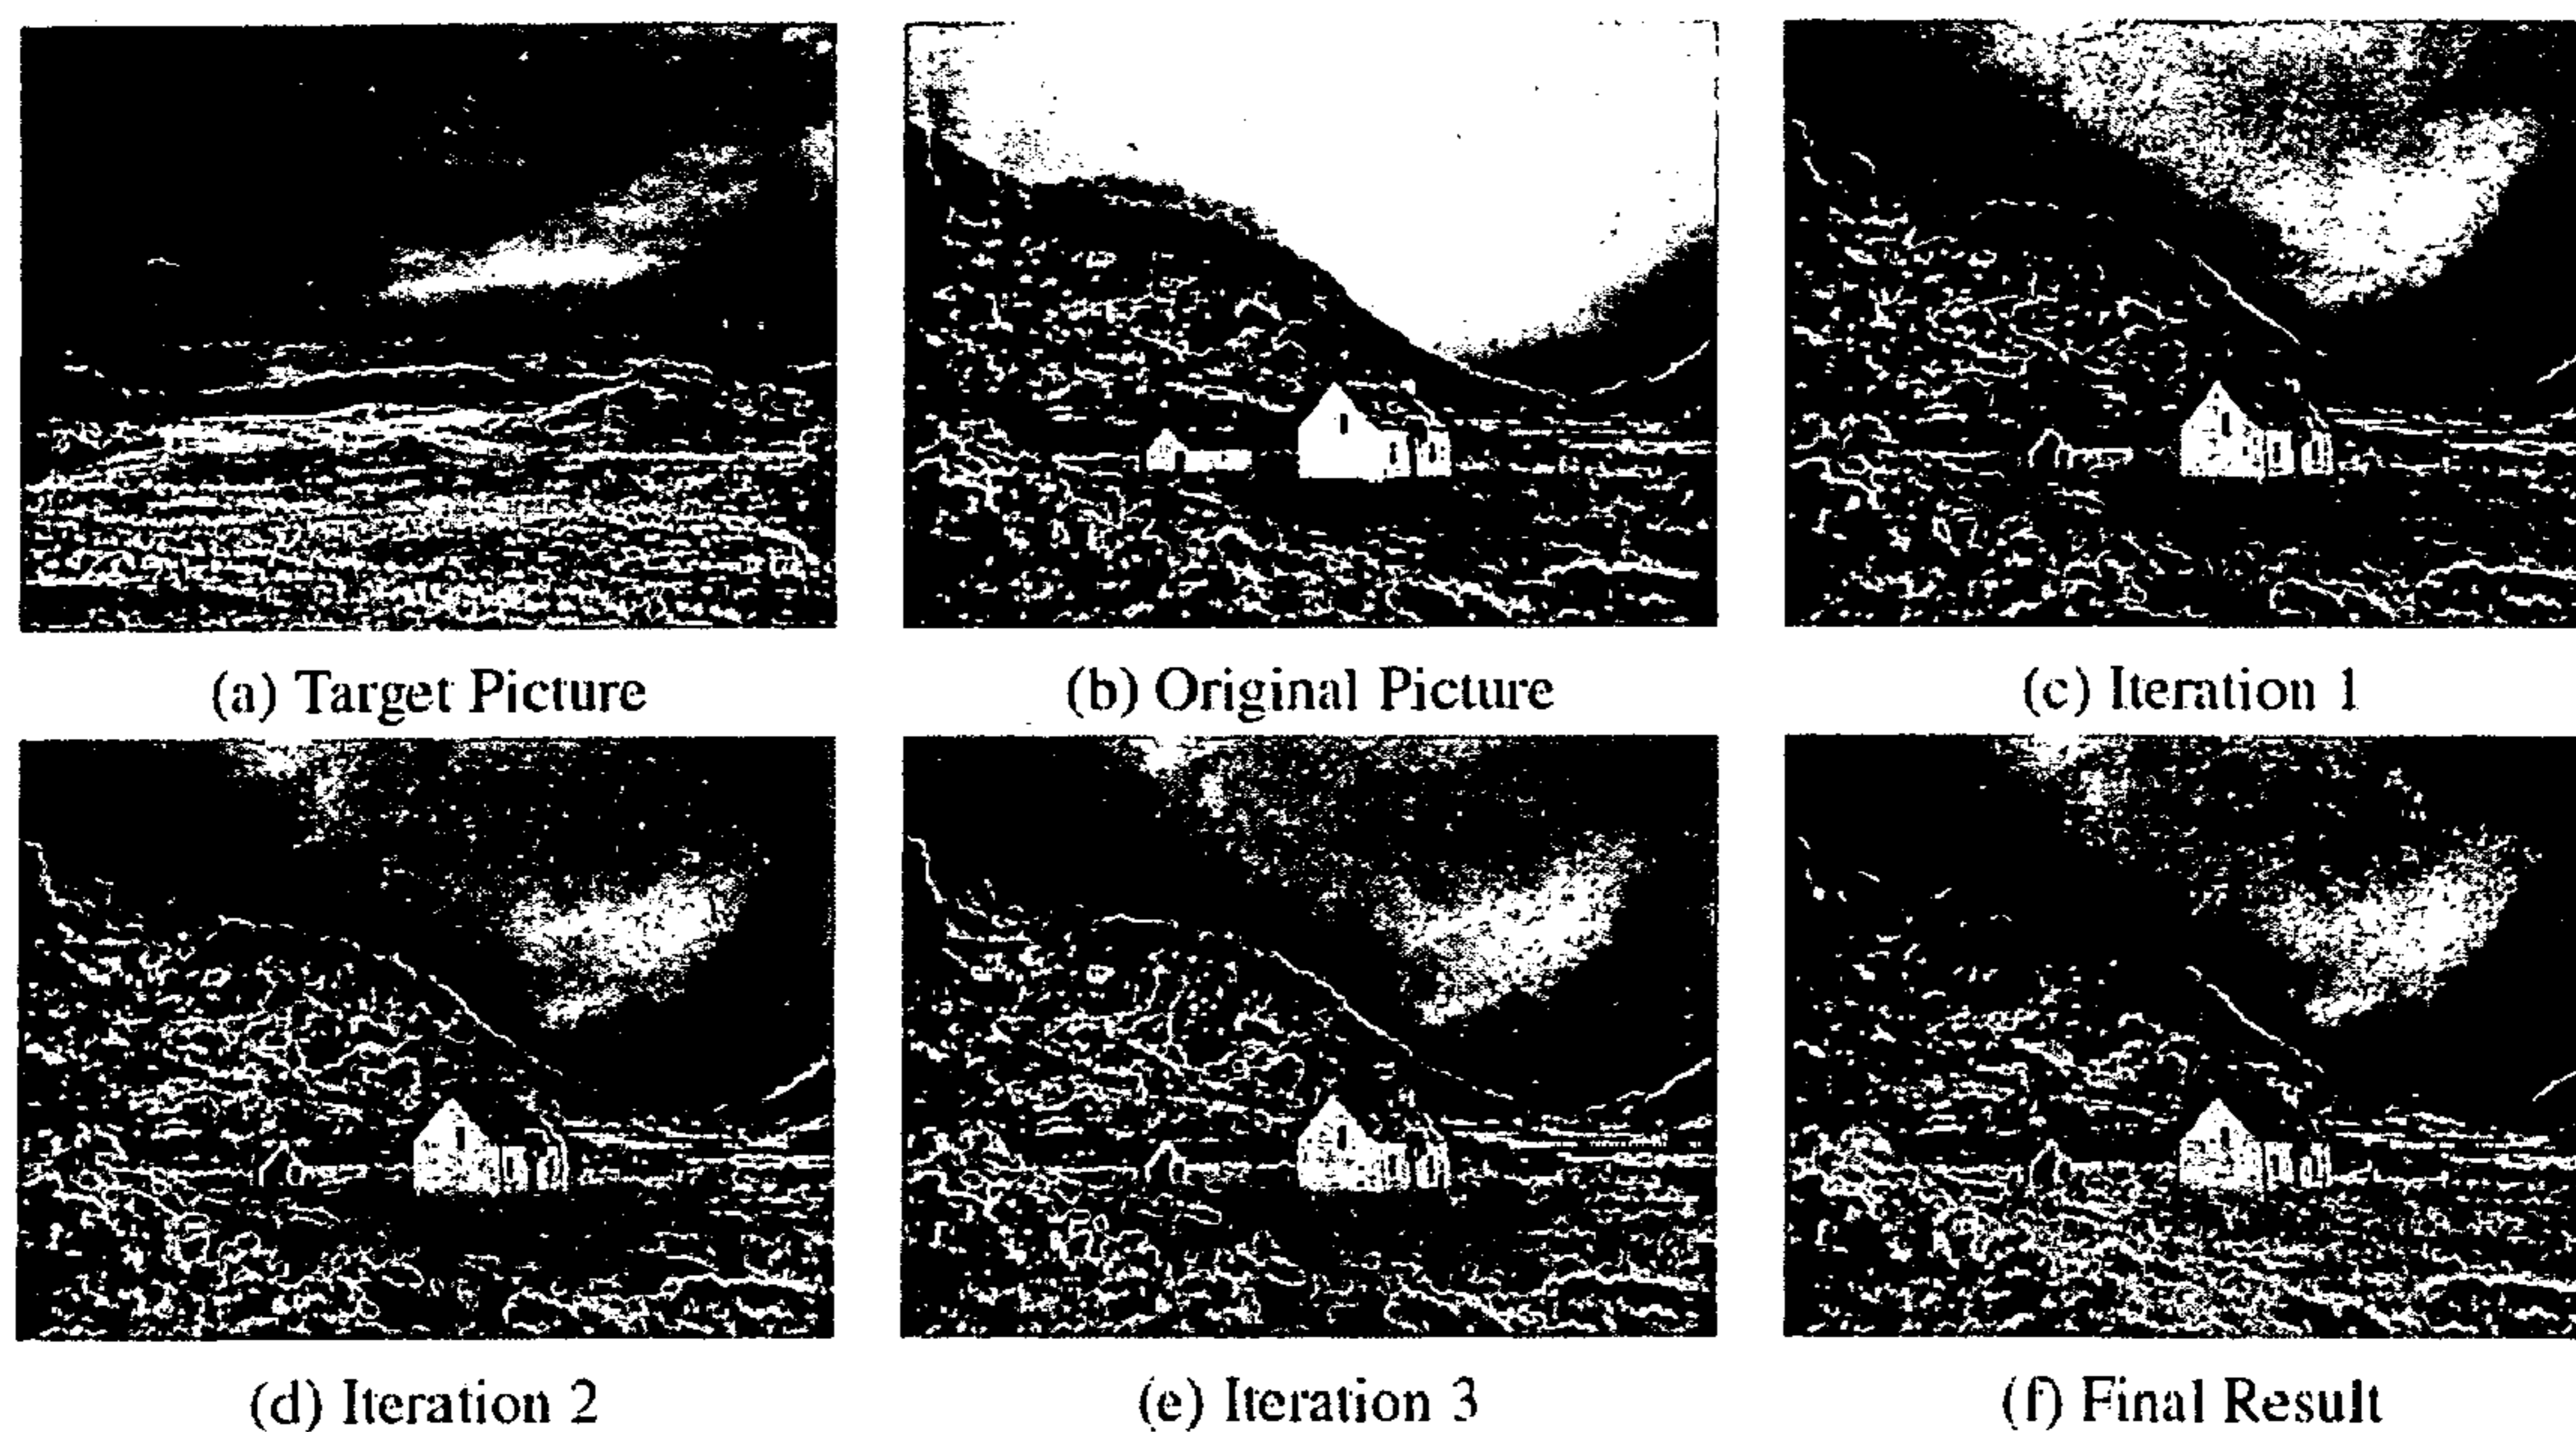 (a) Target Picture
(b) Original Picture
(c) Iteration 1
(d) Iteration 2
(e) Iteration 3
(f) Final Result